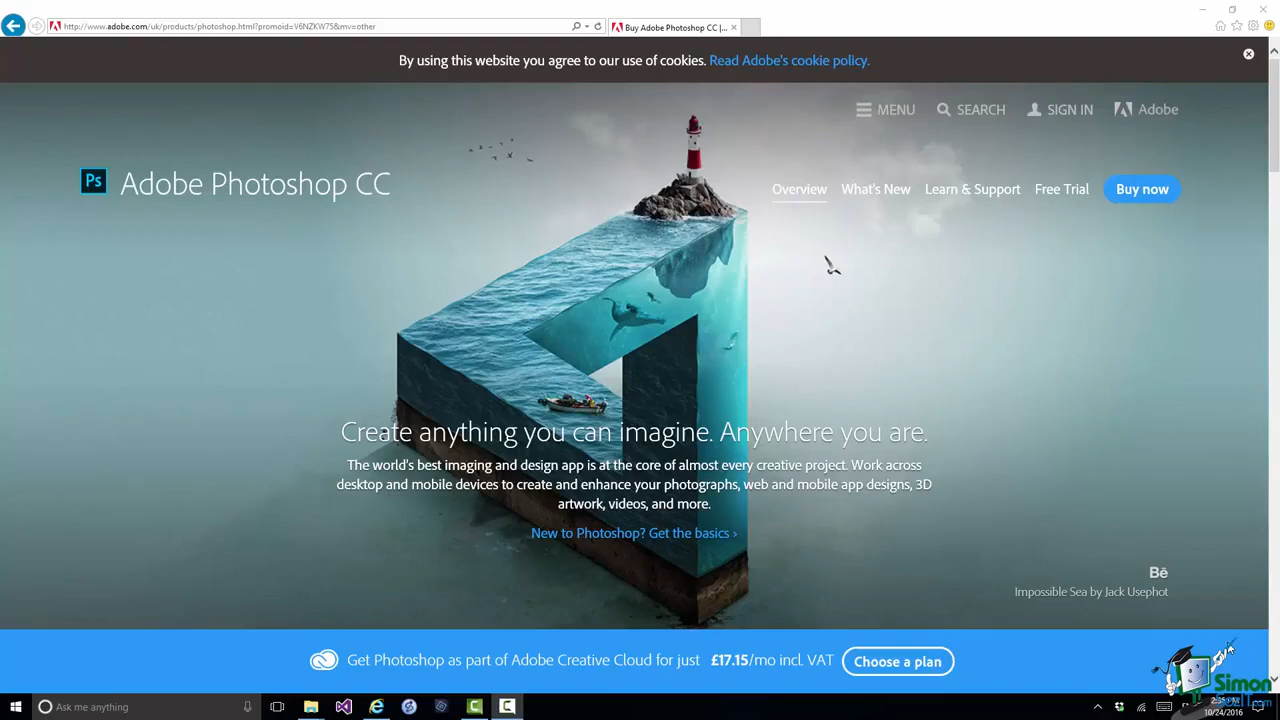 http://www.adobe.com/uk/products/photoshop.html?promoid=V6NZKW75&mv=other
Buy Adobe Photoshop CC |...
By using this website you agree to our use of cookies. Read Adobe's cookie policy.
MENU SEARCH SIGN IN Adobe
Ps Adobe Photoshop CC
Overview What's New Learn & Support Free Trial Buy now
Create anything you can imagine. Anywhere you are.
The world's best imaging and design app is at the core of almost every creative project. Work across
desktop and mobile devices to create and enhance your photographs, web and mobile app designs, 3D
artwork, videos, and more.
New to Photoshop? Get the basics ›
Bē
Impossible Sea by Jack Usephot
Get Photoshop as part of Adobe Creative Cloud for just £17.15/mo incl. VAT Choose a plan
Ask me anything
Simon
10/24/2016